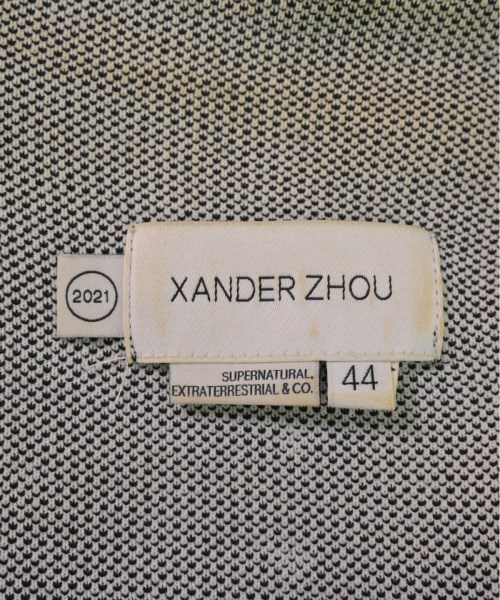 2021
XANDER ZHOU
SUPERNATURAL,
EXTRATERRESTRIAL & CO.
44